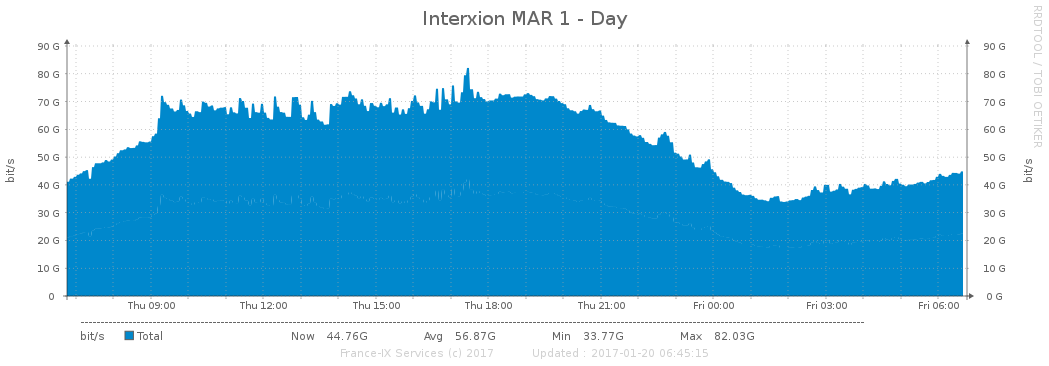 Interxion MAR 1 - Day
RRDTOOL / TOBI OETIKER
90 G 90 G
80 G 80 G
70 G 70 G
60 G 60 G
50 G 50 G
40 G 40 G
30 G 30 G
20 G 20 G
10 G 10 G
0 0 G
bit/s bit/s
Thu 09:00 Thu 12:00 Thu 15:00 Thu 18:00 Thu 21:00 Fri 00:00 Fri 03:00 Fri 06:00
bit/s Total Now 44.76G Avg 56.87G Min 33.77G Max 82.03G
France-IX Services (c) 2017 Updated : 2017-01-20 06:45:15